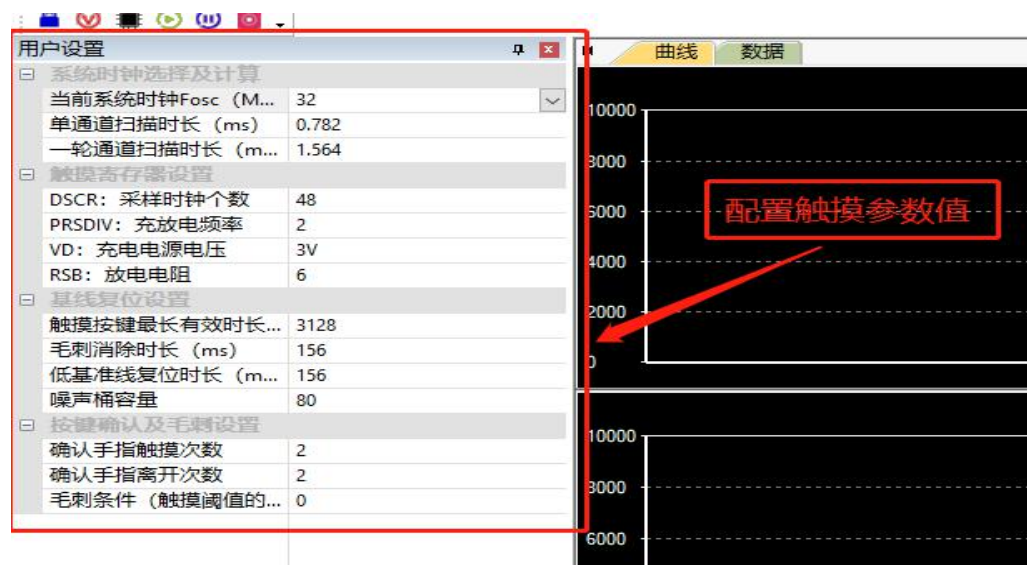 用户设置
系统时钟选择及计算
当前系统时钟Fosc（M... 32
单通道扫描时长（ms） 0.782
一轮通道扫描时长（m... 1.564
触摸寄存器设置
DSCR：采样时钟个数 48
PRSDIV：充放电频率 2
VD：充电电源电压 3V
RSB：放电电阻 6
基线复位设置
触摸按键最长有效时长... 3128
毛刺消除时长（ms） 156
低基准线复位时长（m... 156
噪声桶容量 80
按键确认及毛刺设置
确认手指触摸次数 2
确认手指离开次数 2
毛刺条件（触摸阈值的... 0
曲线 数据
10000
8000
6000
4000
2000
0
配置触摸参数值
10000
8000
6000